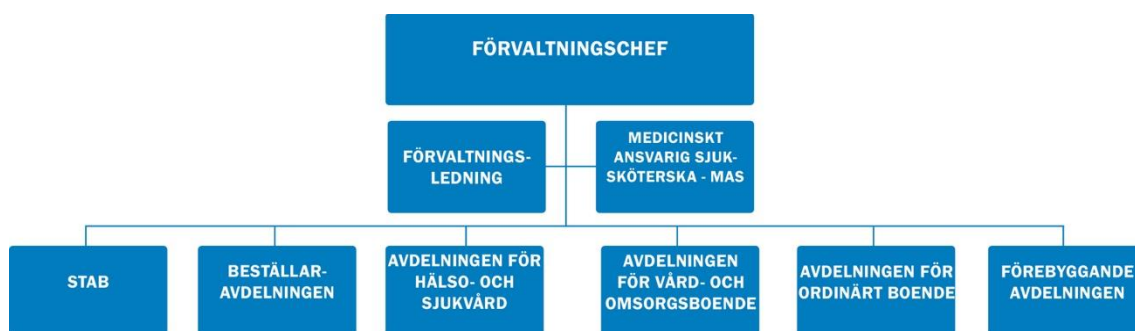 FÖRVALTNINGSCHEF
FÖRVALTNINGS-
LEDNING
MEDICINSKT
ANSVARIG SJUK-
SKÖTERSKA - MAS
STAB
BESTÄLLAR-
AVDELNINGEN
AVDELNINGEN FÖR
HÄLSO- OCH
SJUKVÅRD
AVDELNINGEN
FÖR VÅRD- OCH
OMSORGSBOENDE
AVDELNINGEN FÖR
ORDINÄRT BOENDE
FÖREBYGGANDE
AVDELNINGEN